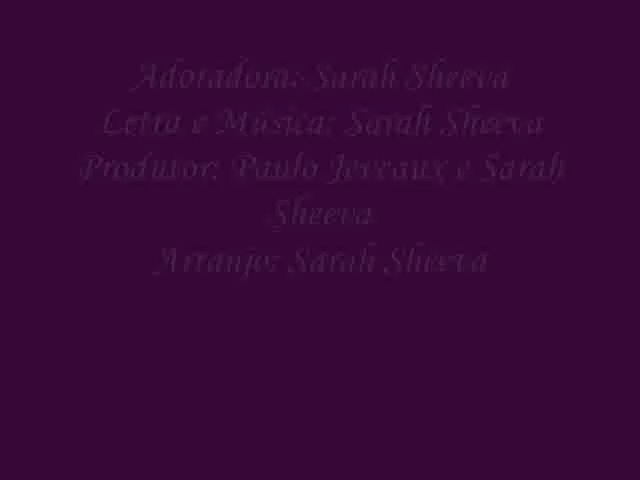 Adoradora: Sarah Sheeva
Letra e Música: Sarah Sheeva
Produtor: Paulo Jeveaux e Sarah
Sheeva
Arranjo: Sarah Sheeva